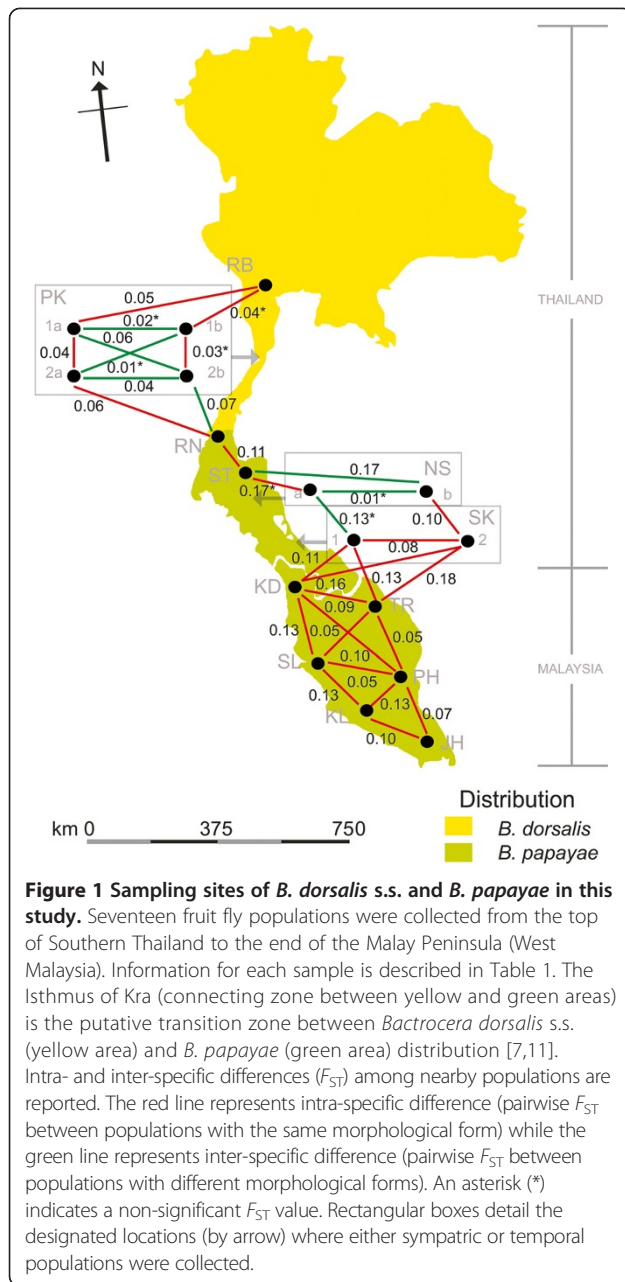 N
RB
THAILAND
PK
0.05
1a
0.02*
1b
0.04*
0.06
0.04
0.03*
0.01*
2a
0.04
2b
0.06
0.07
RN
0.11
ST
0.17
NS
0.17*
a
0.01*
b
0.13*
0.10
SK
1
0.08
2
0.11
KD
0.16
0.13
0.18
0.09
TR
MALAYSIA
0.13
0.05
0.05
SL
0.10
PH
0.05
0.13
KL
0.13
0.07
0.10
JH
Distribution
km 0 375 750
B. dorsalis
B. papayae
Figure 1 Sampling sites of B. dorsalis s.s. and B. papayae in this
study. Seventeen fruit fly populations were collected from the top
of Southern Thailand to the end of the Malay Peninsula (West
Malaysia). Information for each sample is described in Table 1. The
Isthmus of Kra (connecting zone between yellow and green areas)
is the putative transition zone between Bactrocera dorsalis s.s.
(yellow area) and B. papayae (green area) distribution [7,11].
Intra- and inter-specific differences (FST) among nearby populations are
reported. The red line represents intra-specific difference (pairwise FST
between populations with the same morphological form) while the
green line represents inter-specific difference (pairwise FST between
populations with different morphological forms). An asterisk (*)
indicates a non-significant FST value. Rectangular boxes detail the
designated locations (by arrow) where either sympatric or temporal
populations were collected.